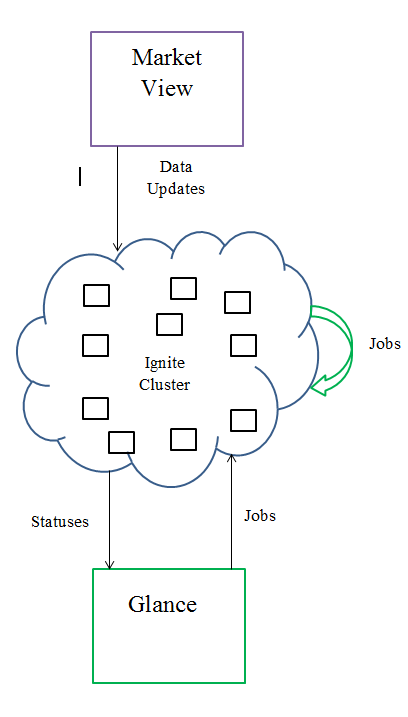 Market
View
Data
Updates
Jobs
Ignite
Cluster
Statuses
Jobs
Glance